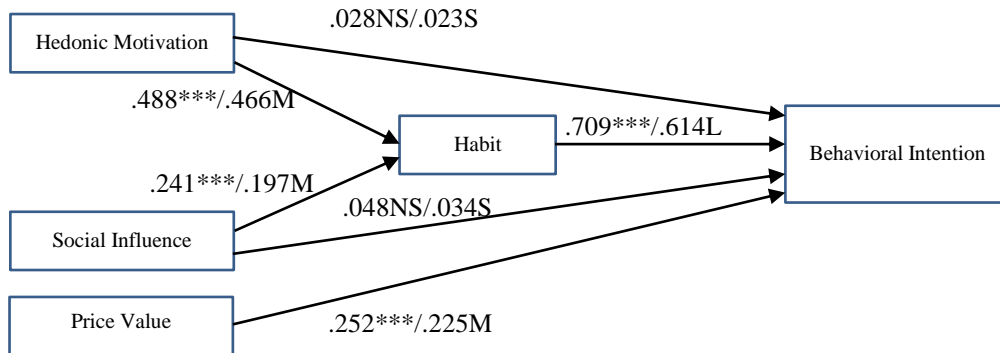 .028NS/.023S
Hedonic Motivation
.488***/.466M
.709***/.614L
Habit
Behavioral Intention
.241***/.197M
.048NS/.034S
Social Influence
Price Value
.252***/.225M